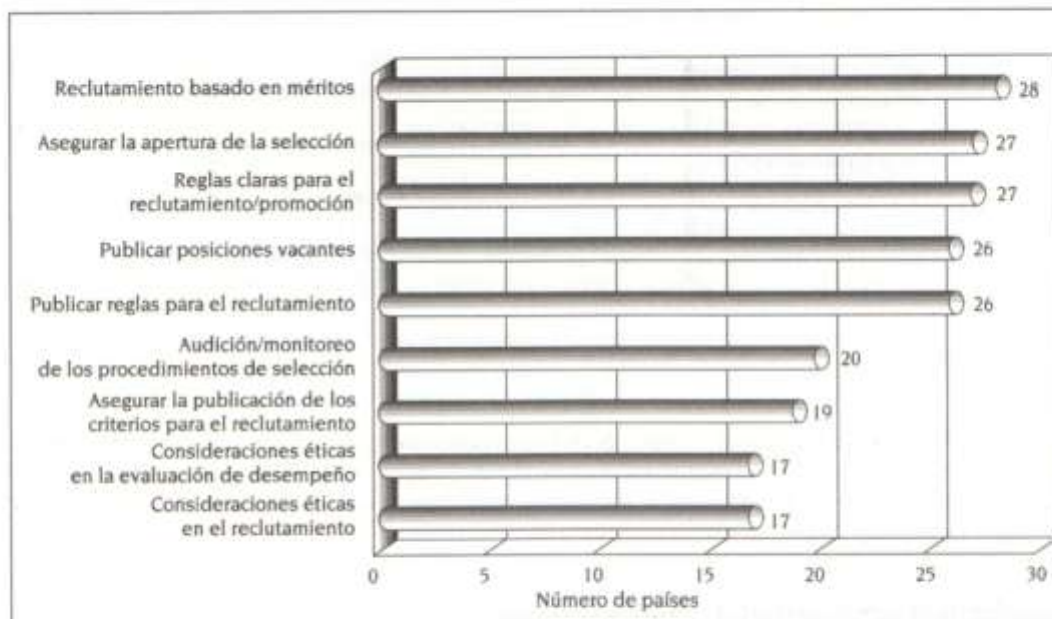 Reclutamiento basado en méritos
28
Asegurar la apertura de la selección
27
Reglas claras para el
reclutamiento/promoción
27
Publicar posiciones vacantes
26
Publicar reglas para el reclutamiento
26
Audición/monitoreo
de los procedimientos de selección
20
Asegurar la publicación de los
criterios para el reclutamiento
19
Consideraciones éticas
en la evaluación de desempeño
17
Consideraciones éticas
en el reclutamiento
17
0 5 10 15 20 25 30
Número de países